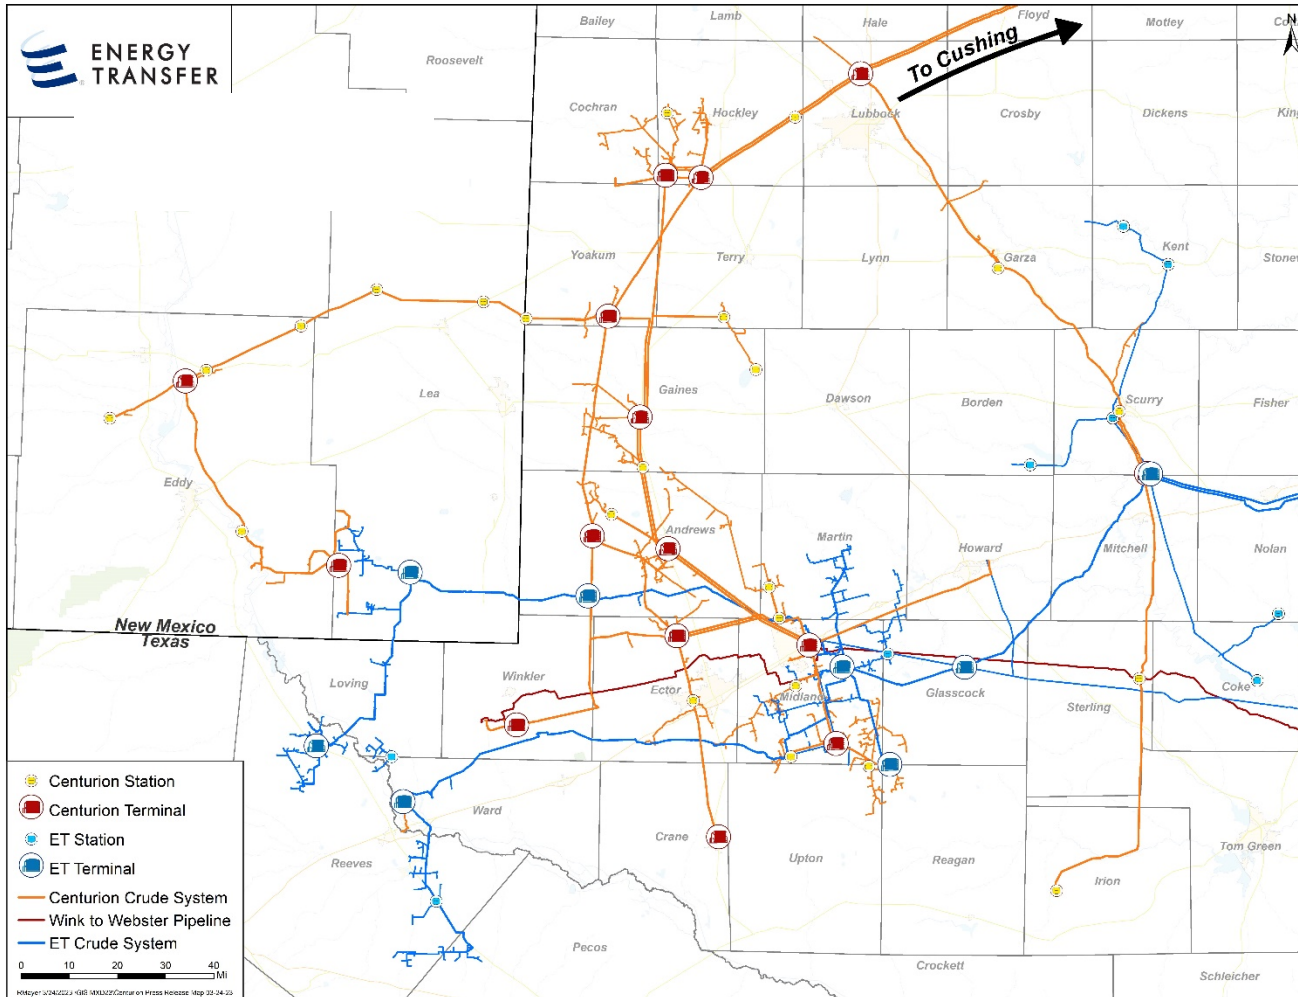 ENERGY
TRANSFER
Bailey
Lamb
Hale
Floyd
Motley
N
To Cushing
Roosevelt
Cochran
Hockley
Lubbock
Crosby
Dickens
Yoakum
Terry
Lynn
Garza
Kent
Gaines
Lea
Dawson
Borden
Scurry
Fisher
Eddy
Andrews
Martin
Howard
Mitchell
Nolan
New Mexico
Texas
Loving
Winkler
Ector
Midland
Glasscock
Sterling
Coke
Ward
Crane
Upton
Reagan
Irion
Tom Green
Reeves
Pecos
Crockett
Schleicher
Centurion Station
Centurion Terminal
ET Station
ET Terminal
Centurion Crude System
Wink to Webster Pipeline
ET Crude System
0 10 20 30 40
Mi